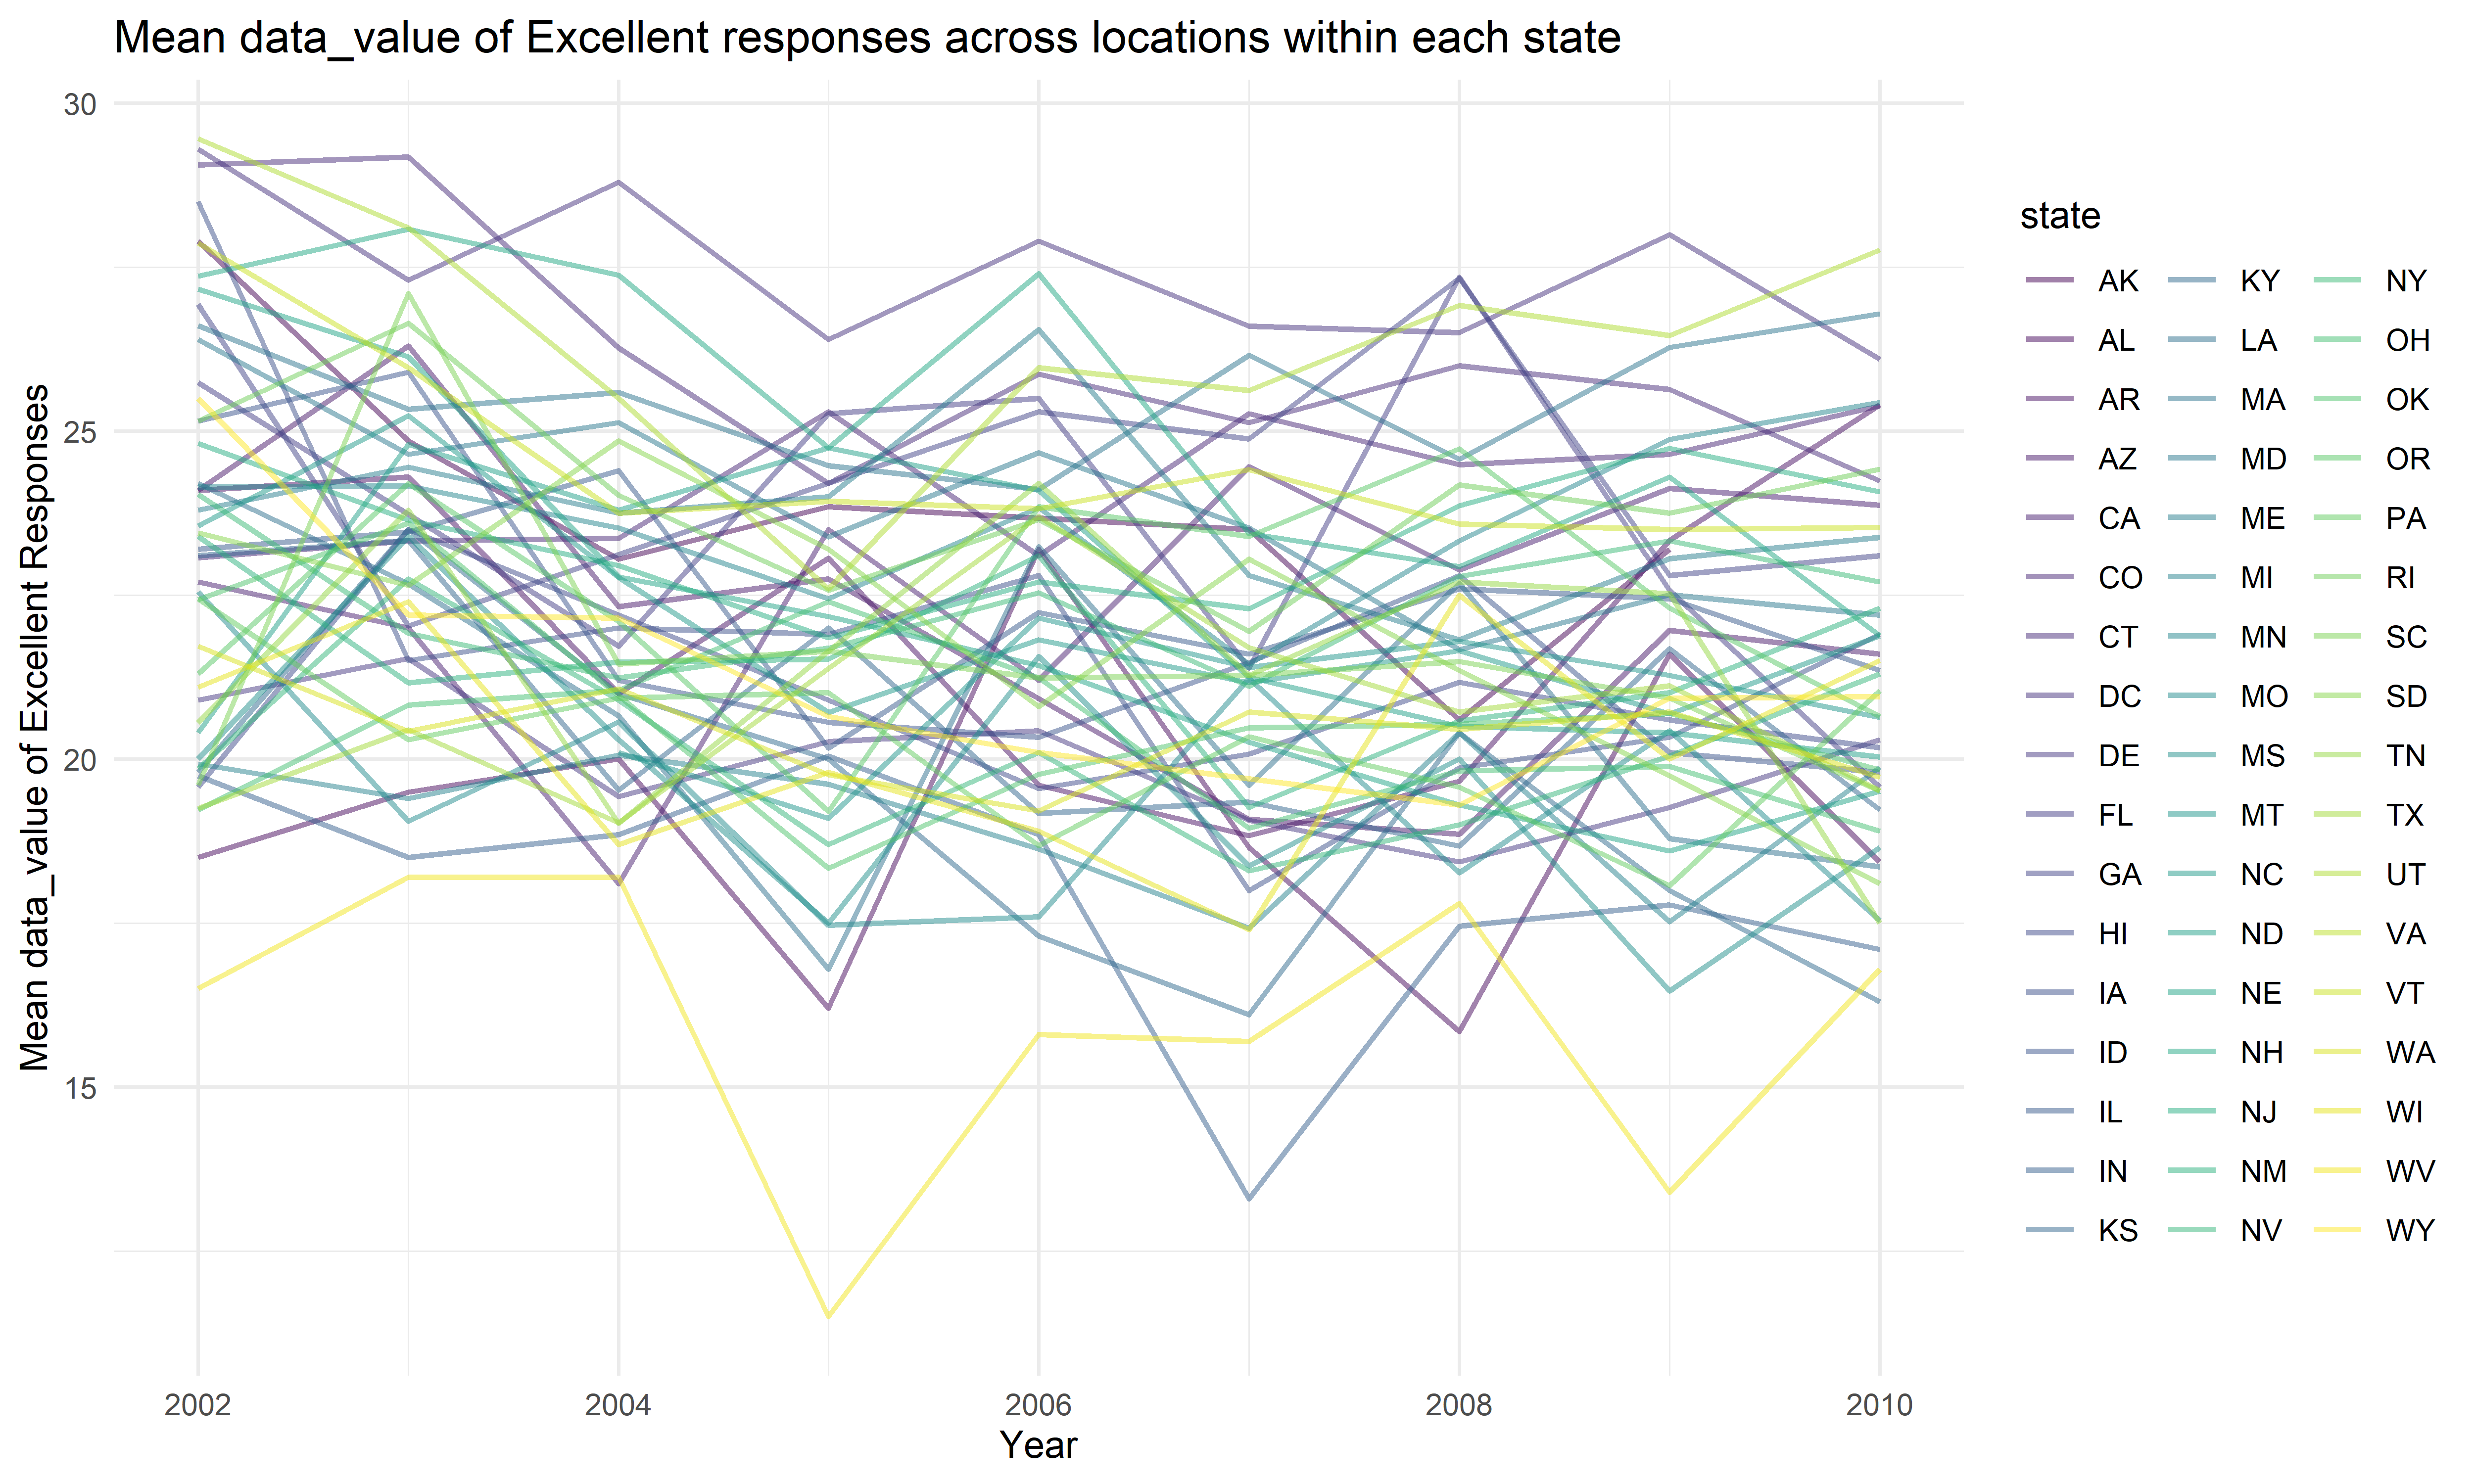 Mean data_value of Excellent responses across locations within each state
Mean data_value of Excellent Responses
30
25
20
15
2002 2004 2006 2008 2010
Year
state
AK KY NY
AL LA OH
AR MA OK
AZ MD OR
CA ME PA
CO MI RI
CT MN SC
DC MO SD
DE MS TN
FL MT TX
GA NC UT
HI ND VA
IA NE VT
ID NH WA
IL NJ WI
IN NM WV
KS NV WY